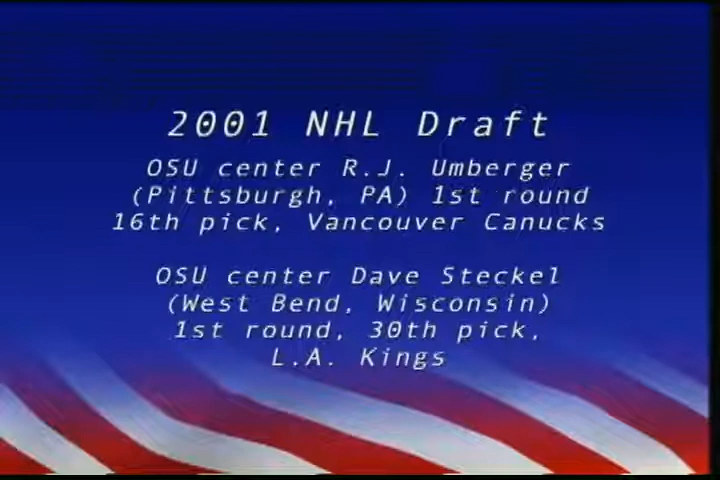 2001 NHL Draft
OSU center R.J. Umberger
(Pittsburgh, PA) 1st round
16th pick, Vancouver Canucks
OSU center Dave Steckel
(West Bend, Wisconsin)
1st round, 30th pick,
L.A. Kings